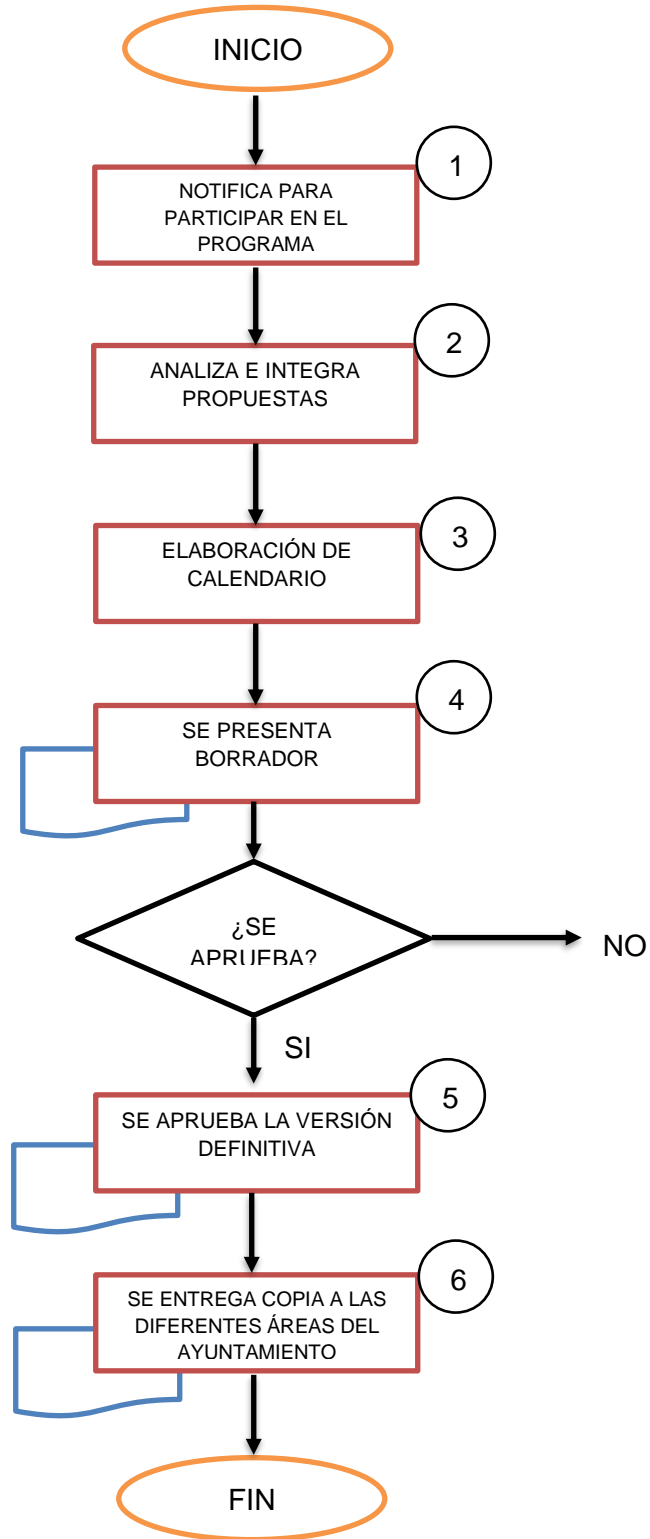 INICIO
1
NOTIFICA PARA
PARTICIPAR EN EL
PROGRAMA
2
ANALIZA E INTEGRA
PROPUESTAS
3
ELABORACIÓN DE
CALENDARIO
4
SE PRESENTA
BORRADOR
¿SE
APRUEBA?
NO
SI
5
SE APRUEBA LA VERSIÓN
DEFINITIVA
6
SE ENTREGA COPIA A LAS
DIFERENTES ÁREAS DEL
AYUNTAMIENTO
FIN